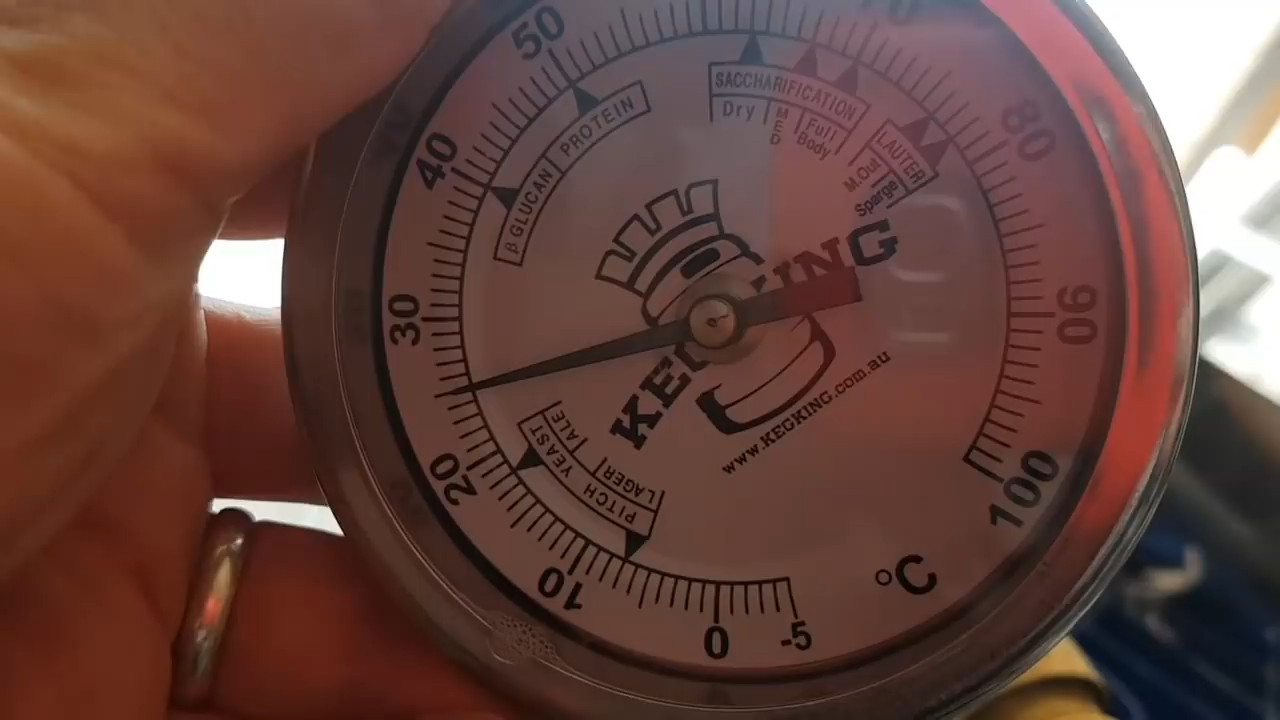 50
70
40
80
30
90
20
100
10
0
-5
°C
SACCHARIFICATION
Dry
MED
Full
Body
LAUTER
M.Out
Sparge
PROTEIN
β GLUCAN
KEGKING
www.KEGKING.com.au
PITCH YEAST
ALE
LAGER